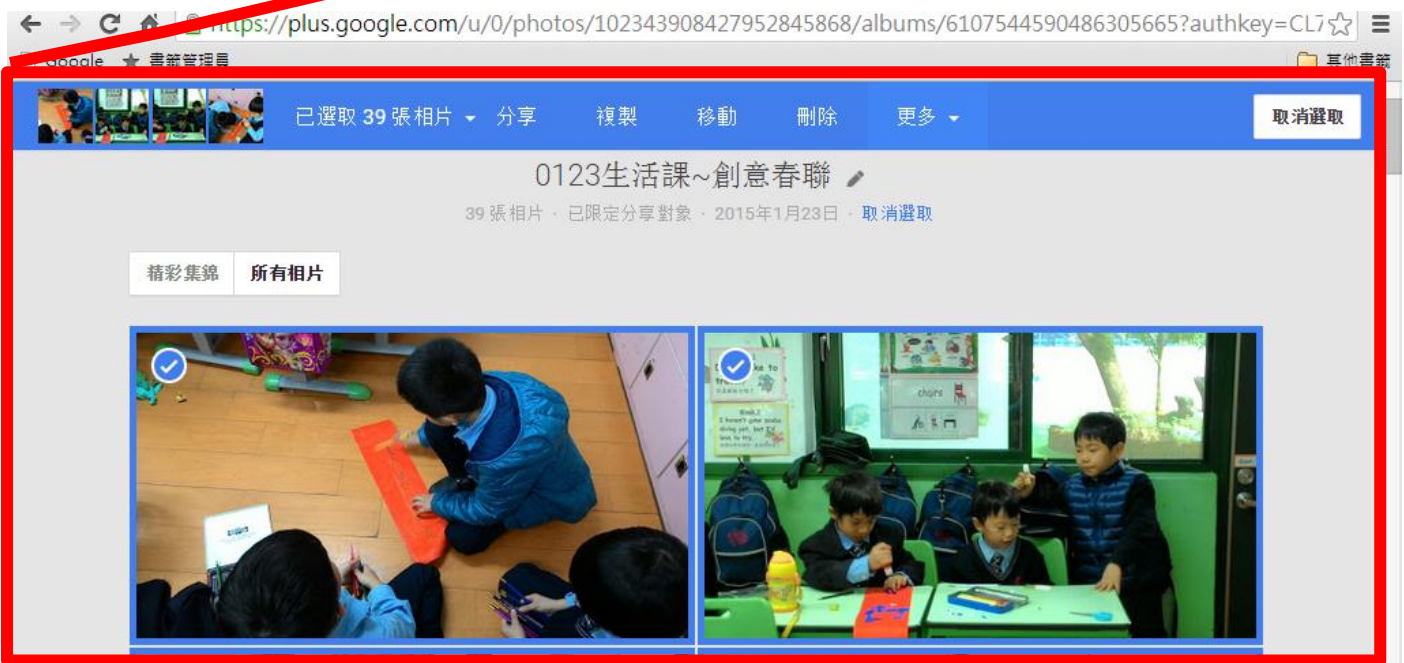 https://plus.google.com/u/0/photos/102343908427952845868/albums/6107544590486305665?authkey=CL7
Google 書籤管理員 其他書籤
已選取 39 張相片 分享 複製 移動 刪除 更多 取消選取
0123生活課~創意春聯
39 張相片 · 已限定分享對象 · 2015年1月23日 · 取消選取
精彩集錦 所有相片
chairs